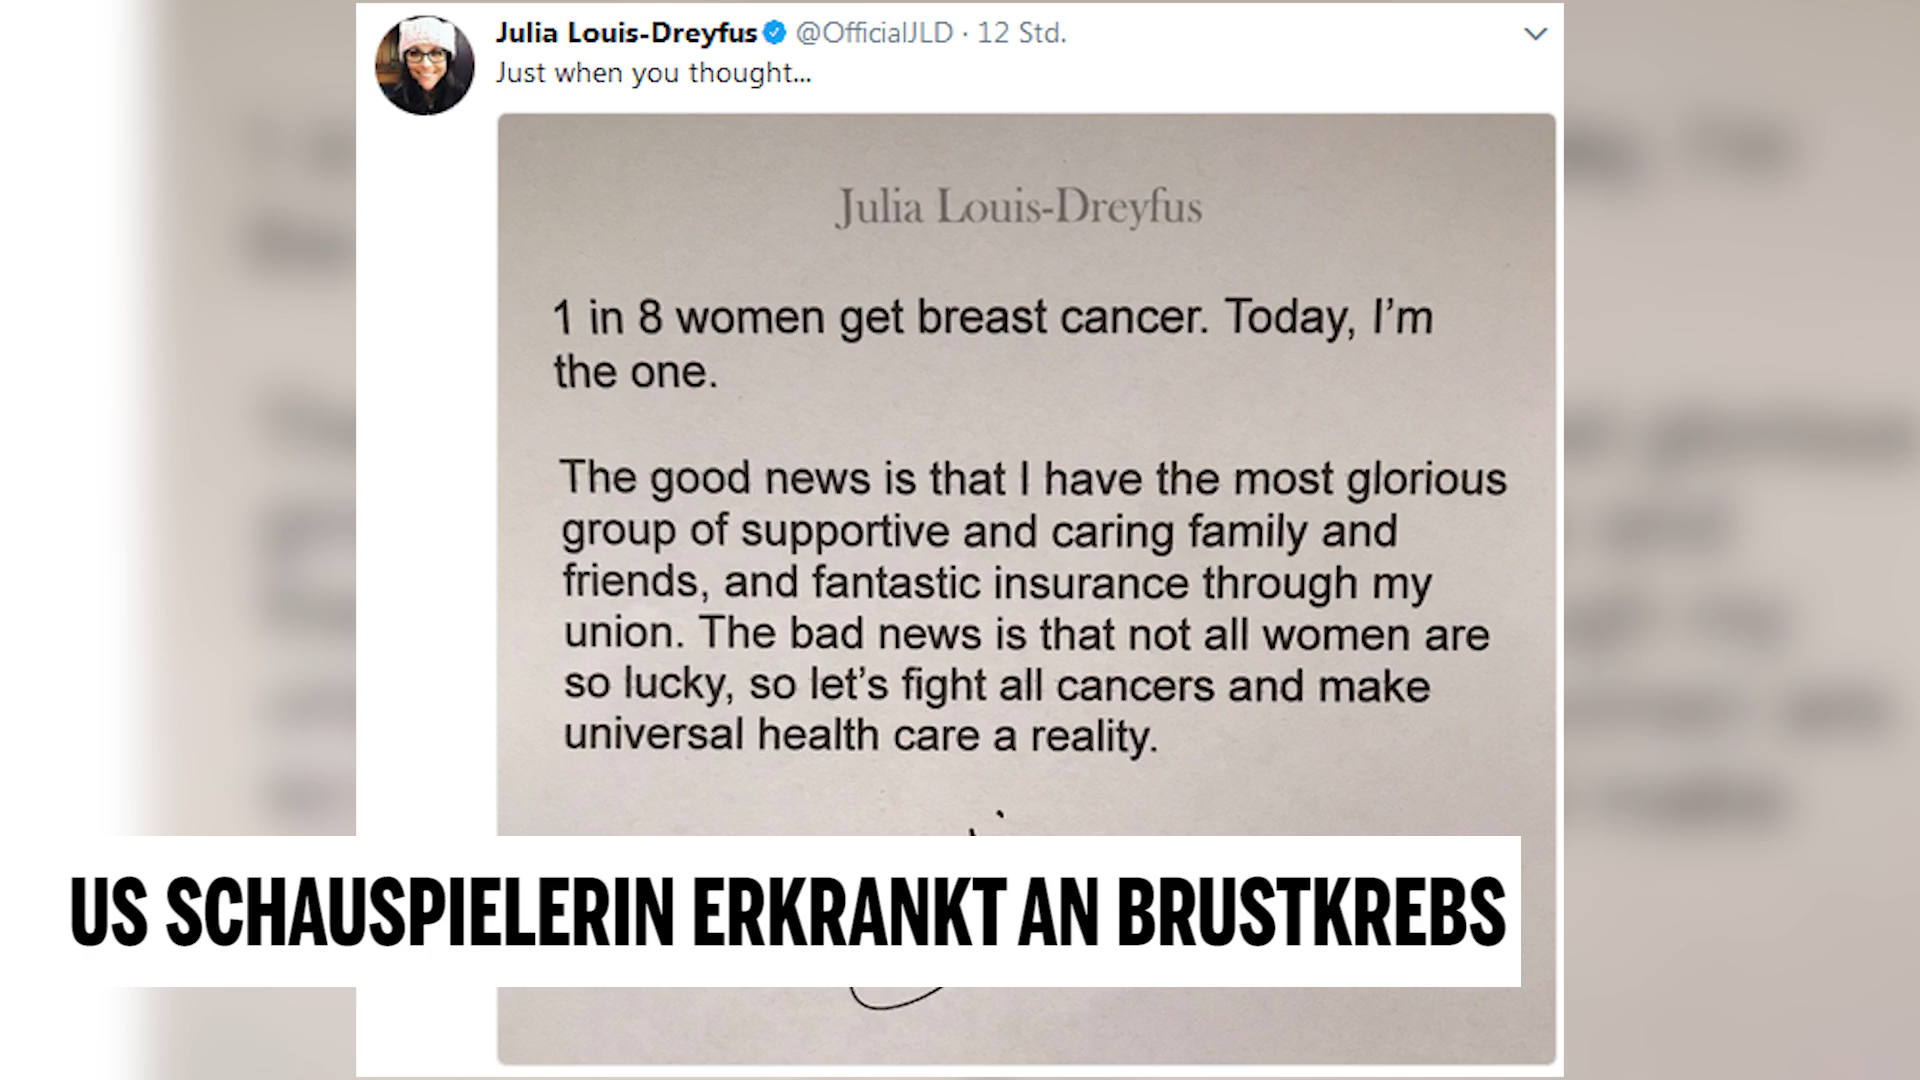 Julia Louis-Dreyfus @OfficialJLD · 12 Std.
Just when you thought...
Julia Louis-Dreyfus
1 in 8 women get breast cancer. Today, I'm
the one.
The good news is that I have the most glorious
group of supportive and caring family and
friends, and fantastic insurance through my
union. The bad news is that not all women are
so lucky, so let's fight all cancers and make
universal health care a reality.
US SCHAUSPIELERIN ERKRANKT AN BRUSTKREBS